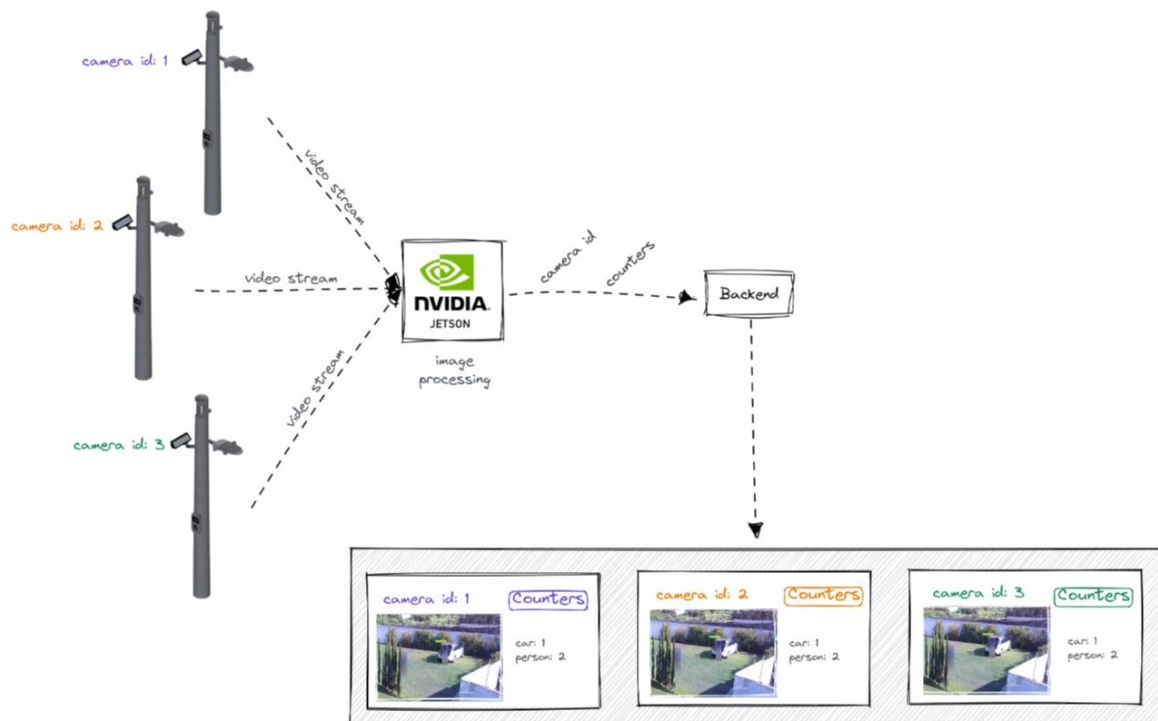 camera id: 1
video stream
camera id: 2
video stream
camera id
counters
NVIDIA.
JETSON
Backend
image
processing
video stream
camera id: 3
camera id: 1
Counters
car: 1
person: 2
camera id: 2
Counters
car: 1
person: 2
camera id: 3
Counters
car: 1
person: 2